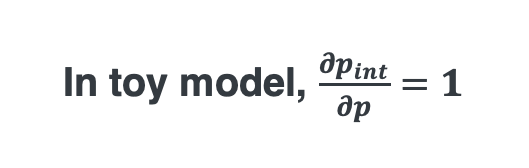 In toy model, ∂p_int/∂p = 1